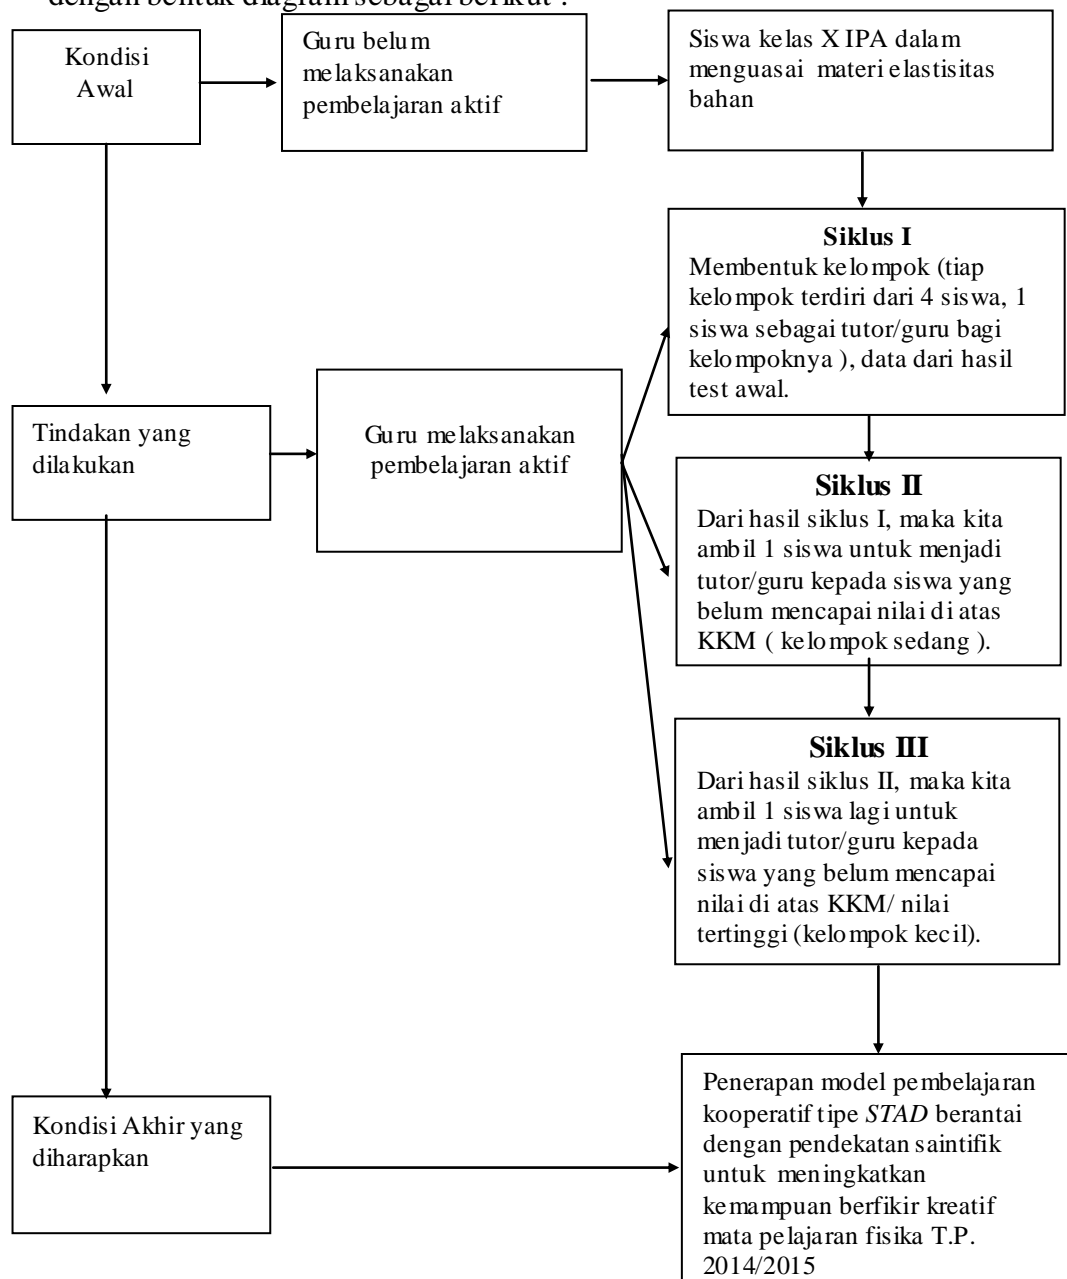 dengan bentuk diagram sebagai berikut :
Kondisi
Awal
Guru belum
melaksanakan
pembelajaran aktif
Siswa kelas X IPA dalam
menguasai materi elastisitas
bahan
Siklus I
Membentuk kelompok (tiap
kelompok terdiri dari 4 siswa, 1
siswa sebagai tutor/guru bagi
kelompoknya ), data dari hasil
test awal.
Tindakan yang
dilakukan
Guru melaksanakan
pembelajaran aktif
Siklus II
Dari hasil siklus I, maka kita
ambil 1 siswa untuk menjadi
tutor/guru kepada siswa yang
belum mencapai nilai di atas
KKM ( kelompok sedang ).
Siklus III
Dari hasil siklus II, maka kita
ambil 1 siswa lagi untuk
menjadi tutor/guru kepada
siswa yang belum mencapai
nilai di atas KKM/ nilai
tertinggi (kelompok kecil).
Kondisi Akhir yang
diharapkan
Penerapan model pembelajaran
kooperatif tipe STAD berantai
dengan pendekatan saintifik
untuk meningkatkan
kemampuan berfikir kreatif
mata pelajaran fisika T.P.
2014/2015